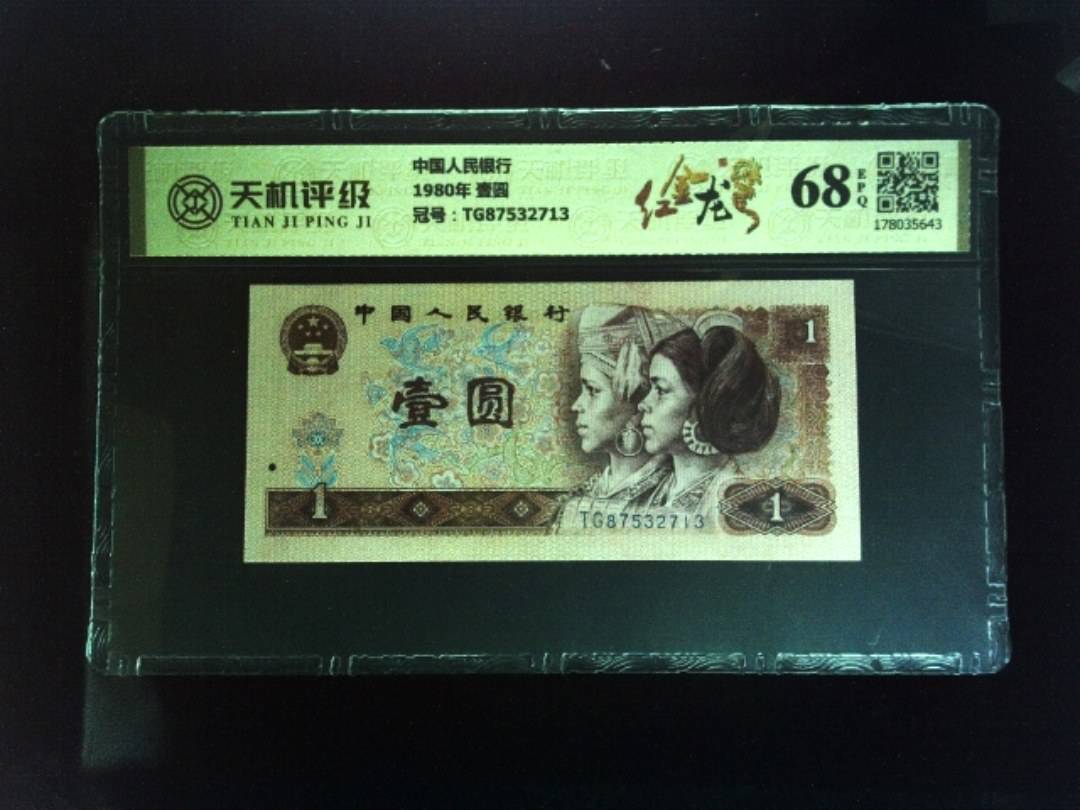 天机评级
TIAN JI PING JI
中国人民银行
1980年 壹圆
冠号：TG87532713
红金龙
68
EPQ
178035643
中国人民银行
1
壹圆
1
TG87532713
1